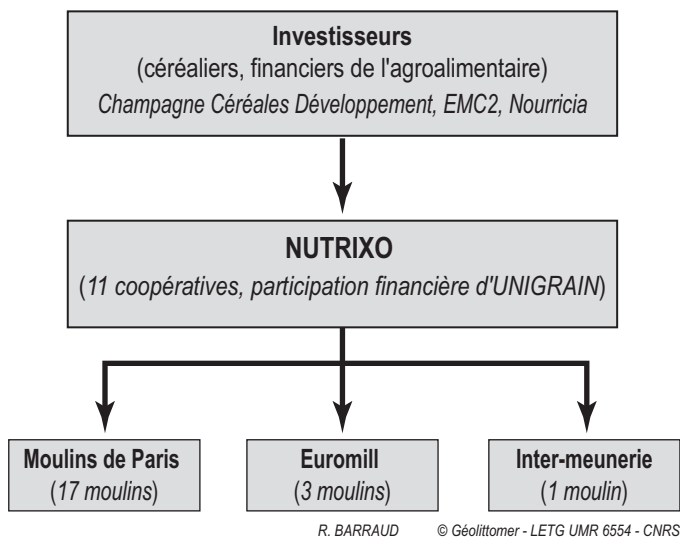 Investisseurs
(céréaliers, financiers de l'agroalimentaire)
Champagne Céréales Développement, EMC2, Nourricia
NUTRIXO
(11 coopératives, participation financière d'UNIGRAIN)
Moulins de Paris
(17 moulins)
Euromill
(3 moulins)
Inter-meunerie
(1 moulin)
R. BARRAUD © Géolittomer - LETG UMR 6554 - CNRS